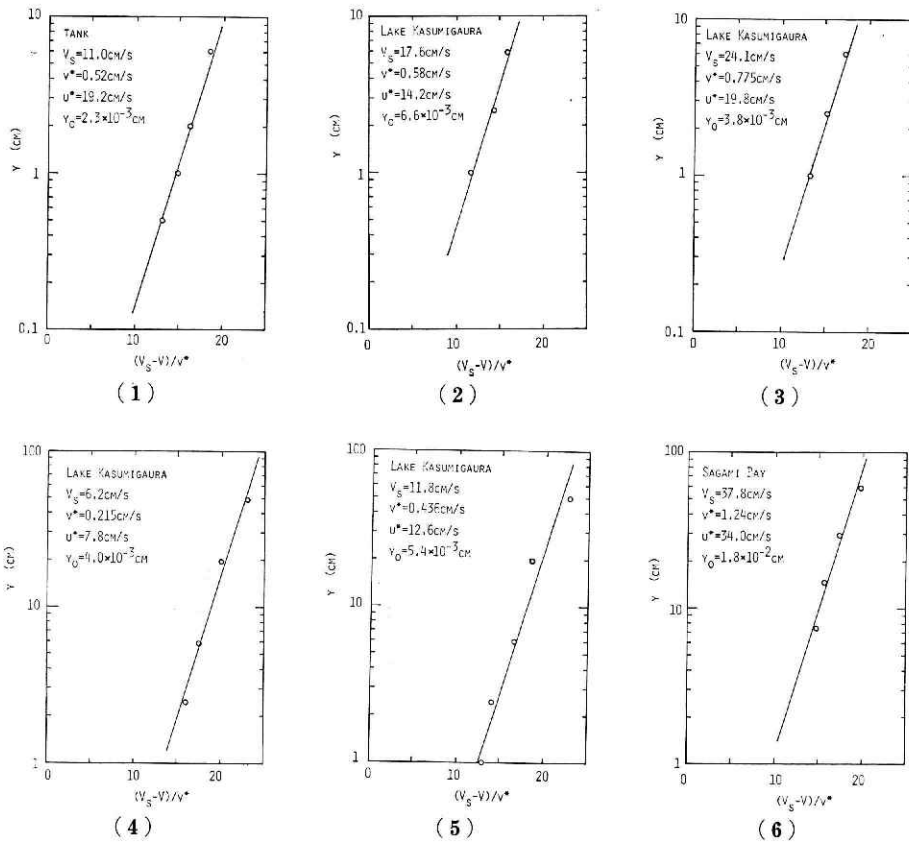 10
TANK
V_S=11.0CM/S
v*=0.52CM/S
u*=19.2CM/S
Y_C=2.3×10⁻³CM
Y (CM)
1
0.1
0 10 20
(V_S-V)/v*
(1)
10
LAKE KASUMIGAURA
V_S=17.6CM/S
v*=0.58CM/S
u*=14.2CM/S
Y_C=6.6×10⁻³CM
Y (CM)
1
0.1
0 10 20
(V_S-V)/v*
(2)
10
LAKE KASUMIGAURA
V_S=24.1CM/S
v*=0.775CM/S
u*=19.8CM/S
Y_O=3.8×10⁻³CM
Y (CM)
1
0.1
0 10 20
(V_S-V)/v*
(3)
100
LAKE KASUMIGAURA
V_S=6.2CM/S
v*=0.215CM/S
u*=7.8CM/S
Y_O=4.0×10⁻³CM
Y (CM)
10
1
0 10 20
(V_S-V)/v*
(4)
100
LAKE KASUMIGAURA
V_S=11.8CM/S
v*=0.436CM/S
u*=12.6CM/S
Y_O=5.4×10⁻³CM
Y (CM)
10
1
0 10 20
(V_S-V)/v*
(5)
100
SAGAMI BAY
V_S=37.8CM/S
v*=1.24CM/S
u*=34.0CM/S
Y_O=1.8×10⁻²CM
Y (CM)
10
1
0 10 20
(V_S-V)/v*
(6)